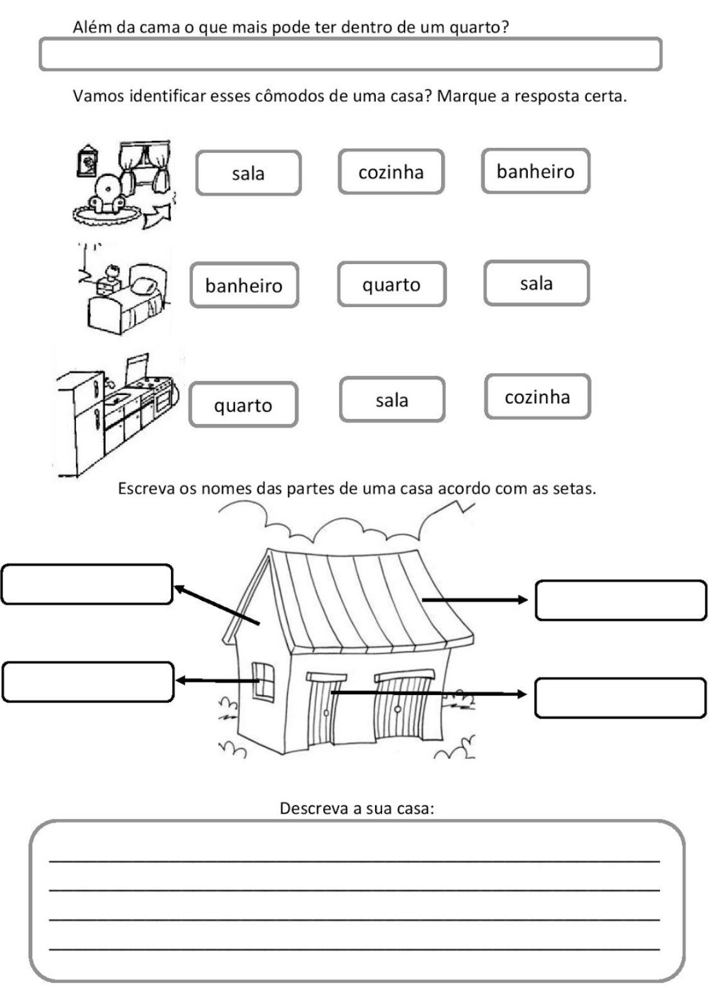 Além da cama o que mais pode ter dentro de um quarto?
Vamos identificar esses cômodos de uma casa? Marque a resposta certa.
sala cozinha banheiro
banheiro quarto sala
quarto sala cozinha
Escreva os nomes das partes de uma casa acordo com as setas.
Descreva a sua casa: